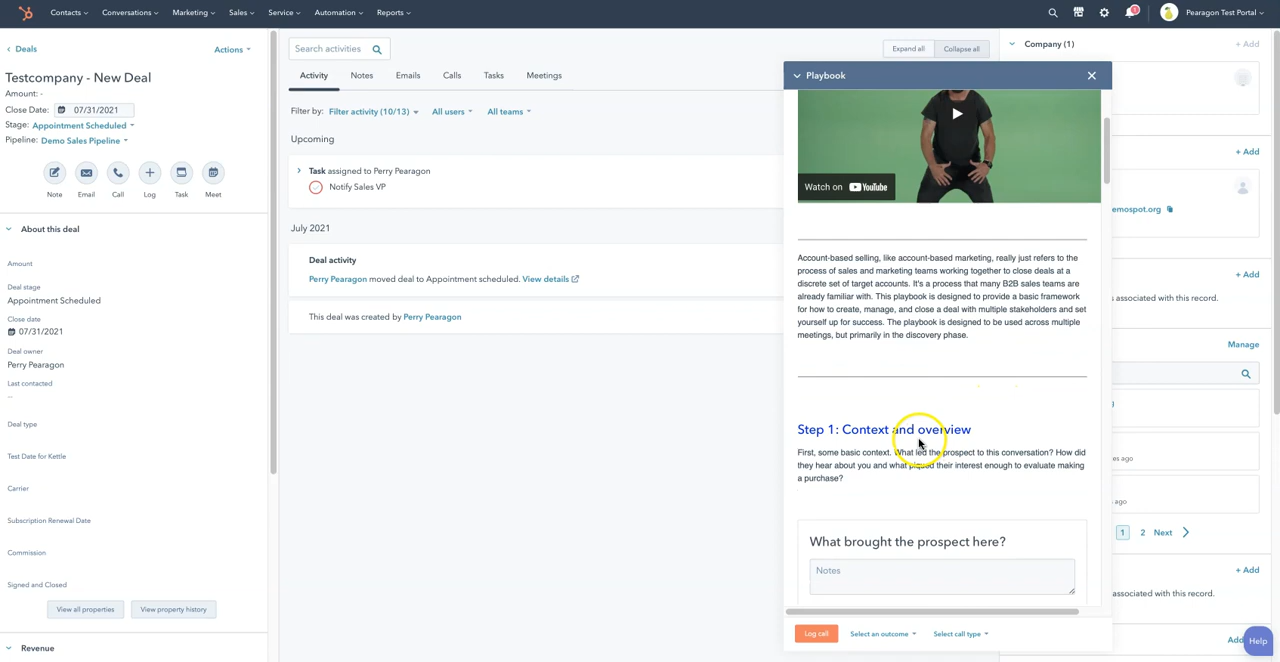 Contacts
Conversations
Marketing
Sales
Service
Automation
Reports
1
Pearagon Test Portal
Deals
Actions
Testcompany - New Deal
Amount: -
Close Date: 07/31/2021
Stage: Appointment Scheduled
Pipeline: Demo Sales Pipeline
Note
Email
Call
Log
Task
Meet
About this deal
Amount
Deal stage
Appointment Scheduled
Close date
07/31/2021
Deal owner
Perry Pearagon
Last contacted
--
Deal type
Test Date for Kettle
Carrier
Subscription Renewal Date
Commission
Signed and Closed
View all properties
View property history
Revenue
Search activities
Expand all
Collapse all
Activity
Notes
Emails
Calls
Tasks
Meetings
Filter by: Filter activity (10/13) All users All teams
Upcoming
Task assigned to Perry Pearagon
Notify Sales VP
July 2021
Deal activity
Perry Pearagon moved deal to Appointment scheduled. View details
This deal was created by Perry Pearagon
Playbook
Watch on YouTube
Account-based selling, like account-based marketing, really just refers to the
process of sales and marketing teams working together to close deals at a
discrete set of target accounts. It's a process that many B2B sales teams are
already familiar with. This playbook is designed to provide a basic framework
for how to create, manage, and close a deal with multiple stakeholders and set
yourself up for success. The playbook is designed to be used across multiple
meetings, but primarily in the discovery phase.
Step 1: Context and overview
First, some basic context. What led the prospect to this conversation? How did
they hear about you and what piqued their interest enough to evaluate making
a purchase?
What brought the prospect here?
Notes
Log call
Select an outcome
Select call type
Company (1)
+ Add
+ Add
emospot.org
+ Add
s associated with this record.
Manage
)
es ago
ago
1
2
Next
+ Add
associated with this record.
Add
Help